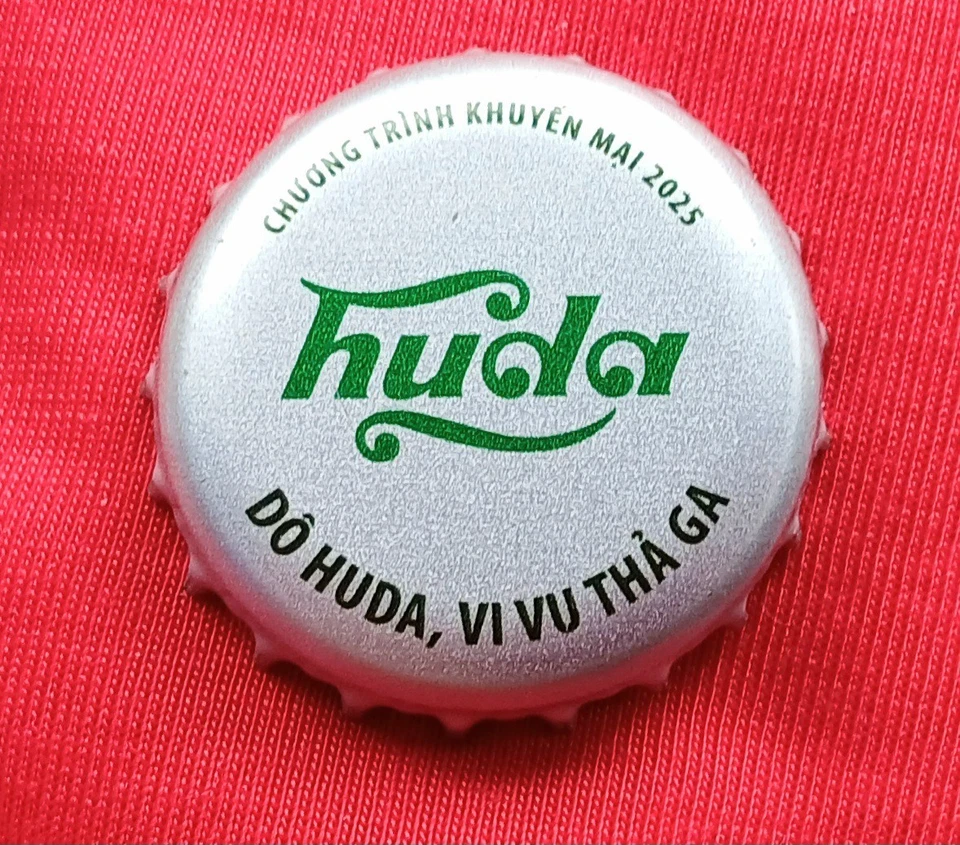 CHƯƠNG TRÌNH KHUYẾN MẠI 2025
huda
DÔ HUDA, VI VU THẢ GA